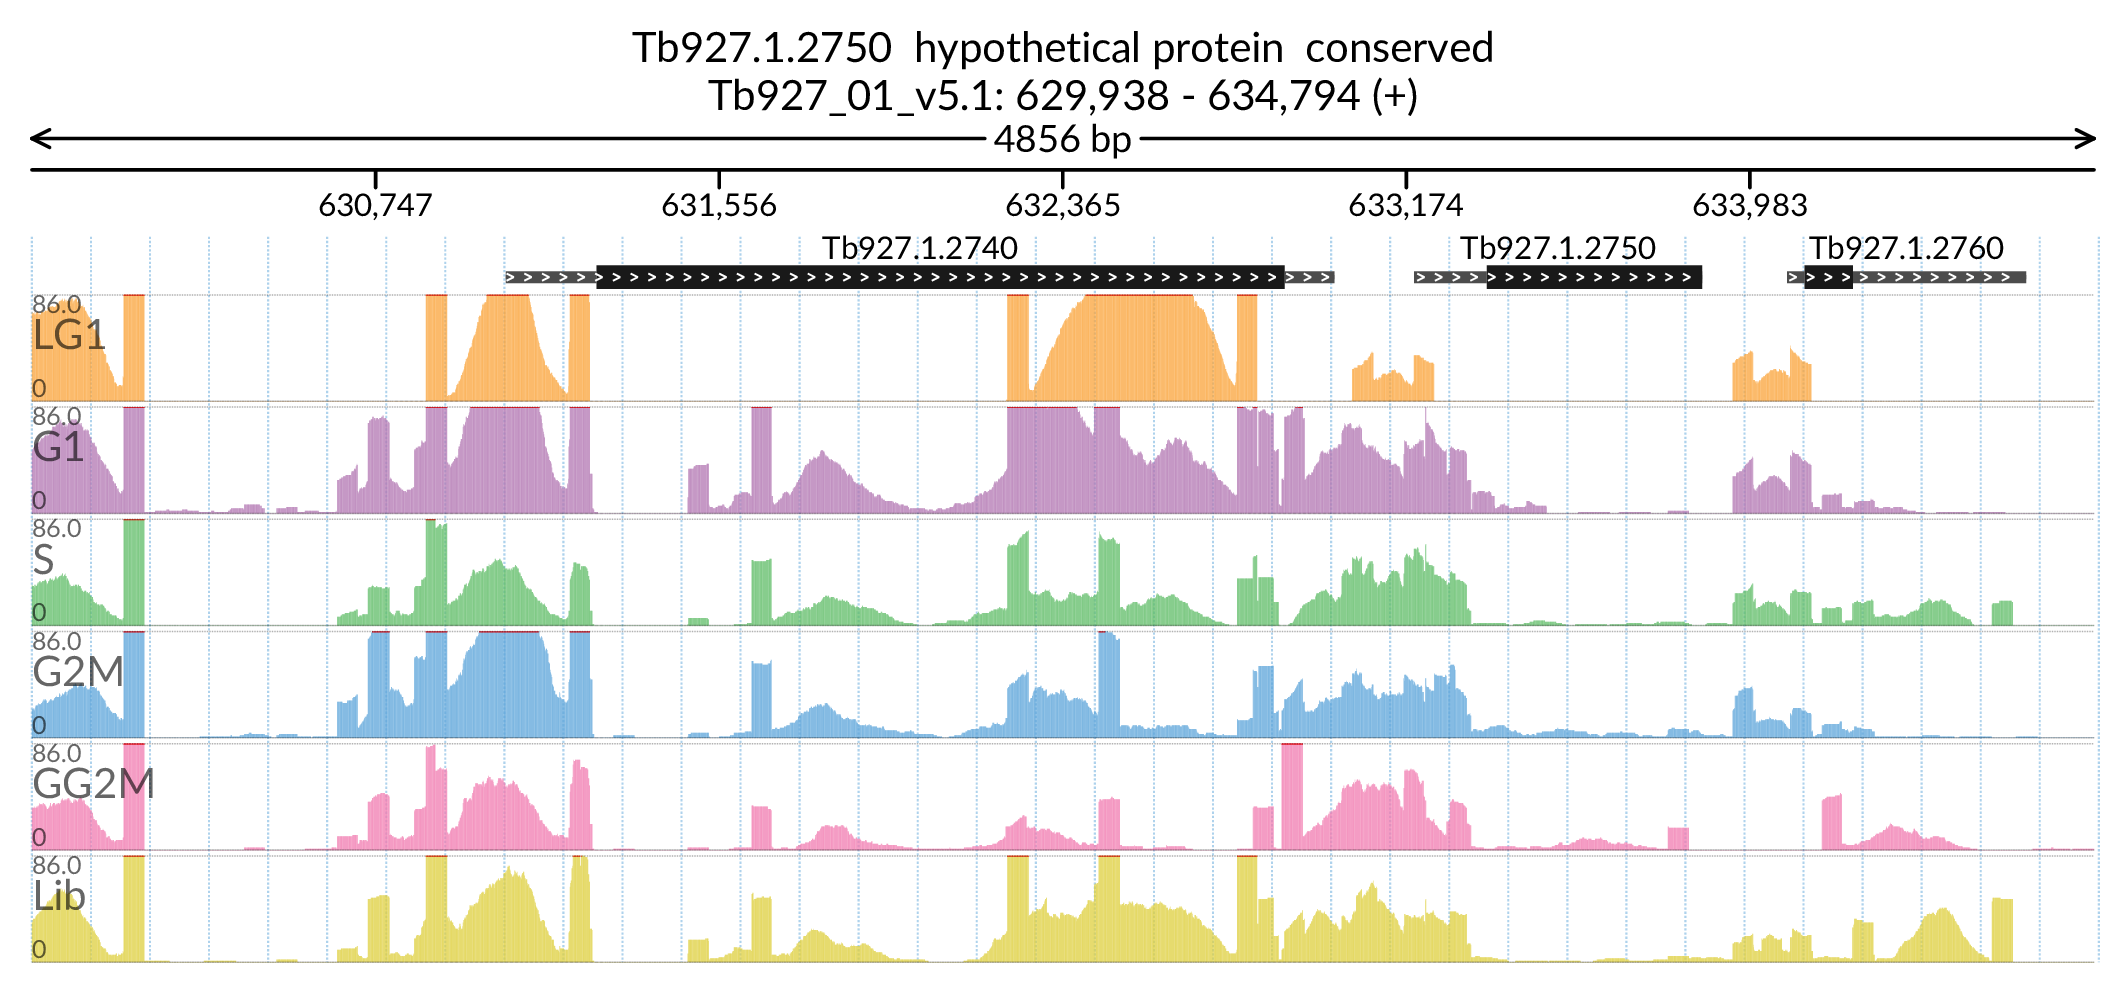 Tb927.1.2750  hypothetical protein  conserved
Tb927_01_v5.1: 629,938 - 634,794 (+)
4856 bp
630,747 631,556 632,365 633,174 633,983
Tb927.1.2740 Tb927.1.2750 Tb927.1.2760
86.0
LG1
0
86.0
G1
0
86.0
S
0
86.0
G2M
0
86.0
GG2M
0
86.0
Lib
0